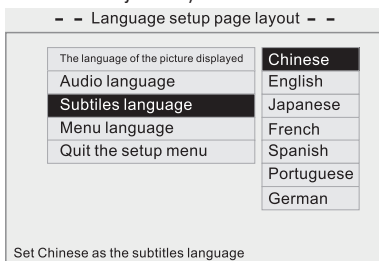 - - Language setup page layout - -
The language of the picture displayed
Audio language
Subtiles language
Menu language
Quit the setup menu
Chinese
English
Japanese
French
Spanish
Portuguese
German
Set Chinese as the subtitles language